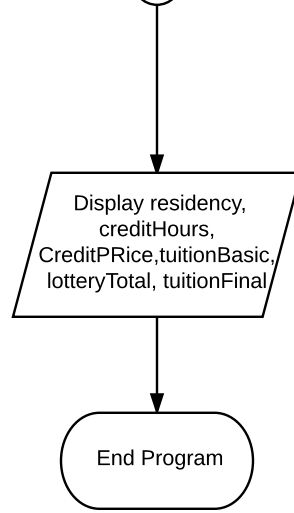 Display residency,
creditHours,
CreditPRice,tuitionBasic,
lotteryTotal, tuitionFinal
End Program